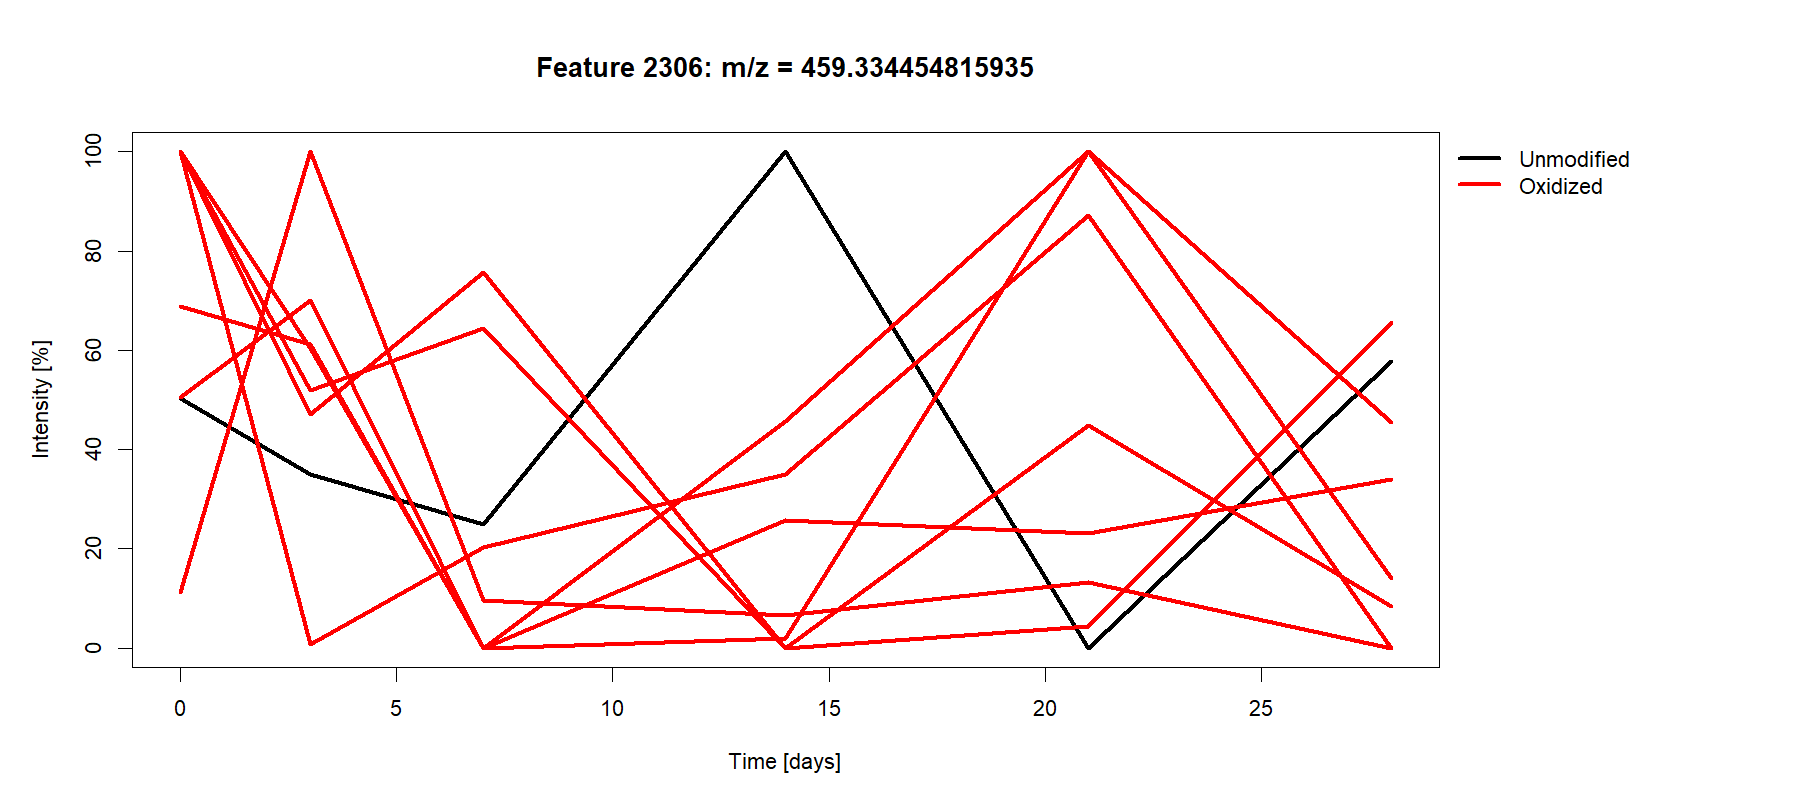 Feature 2306: m/z = 459.334454815935
Unmodified
Oxidized
Intensity [%]
100
80
60
40
20
0
0 5 10 15 20 25
Time [days]